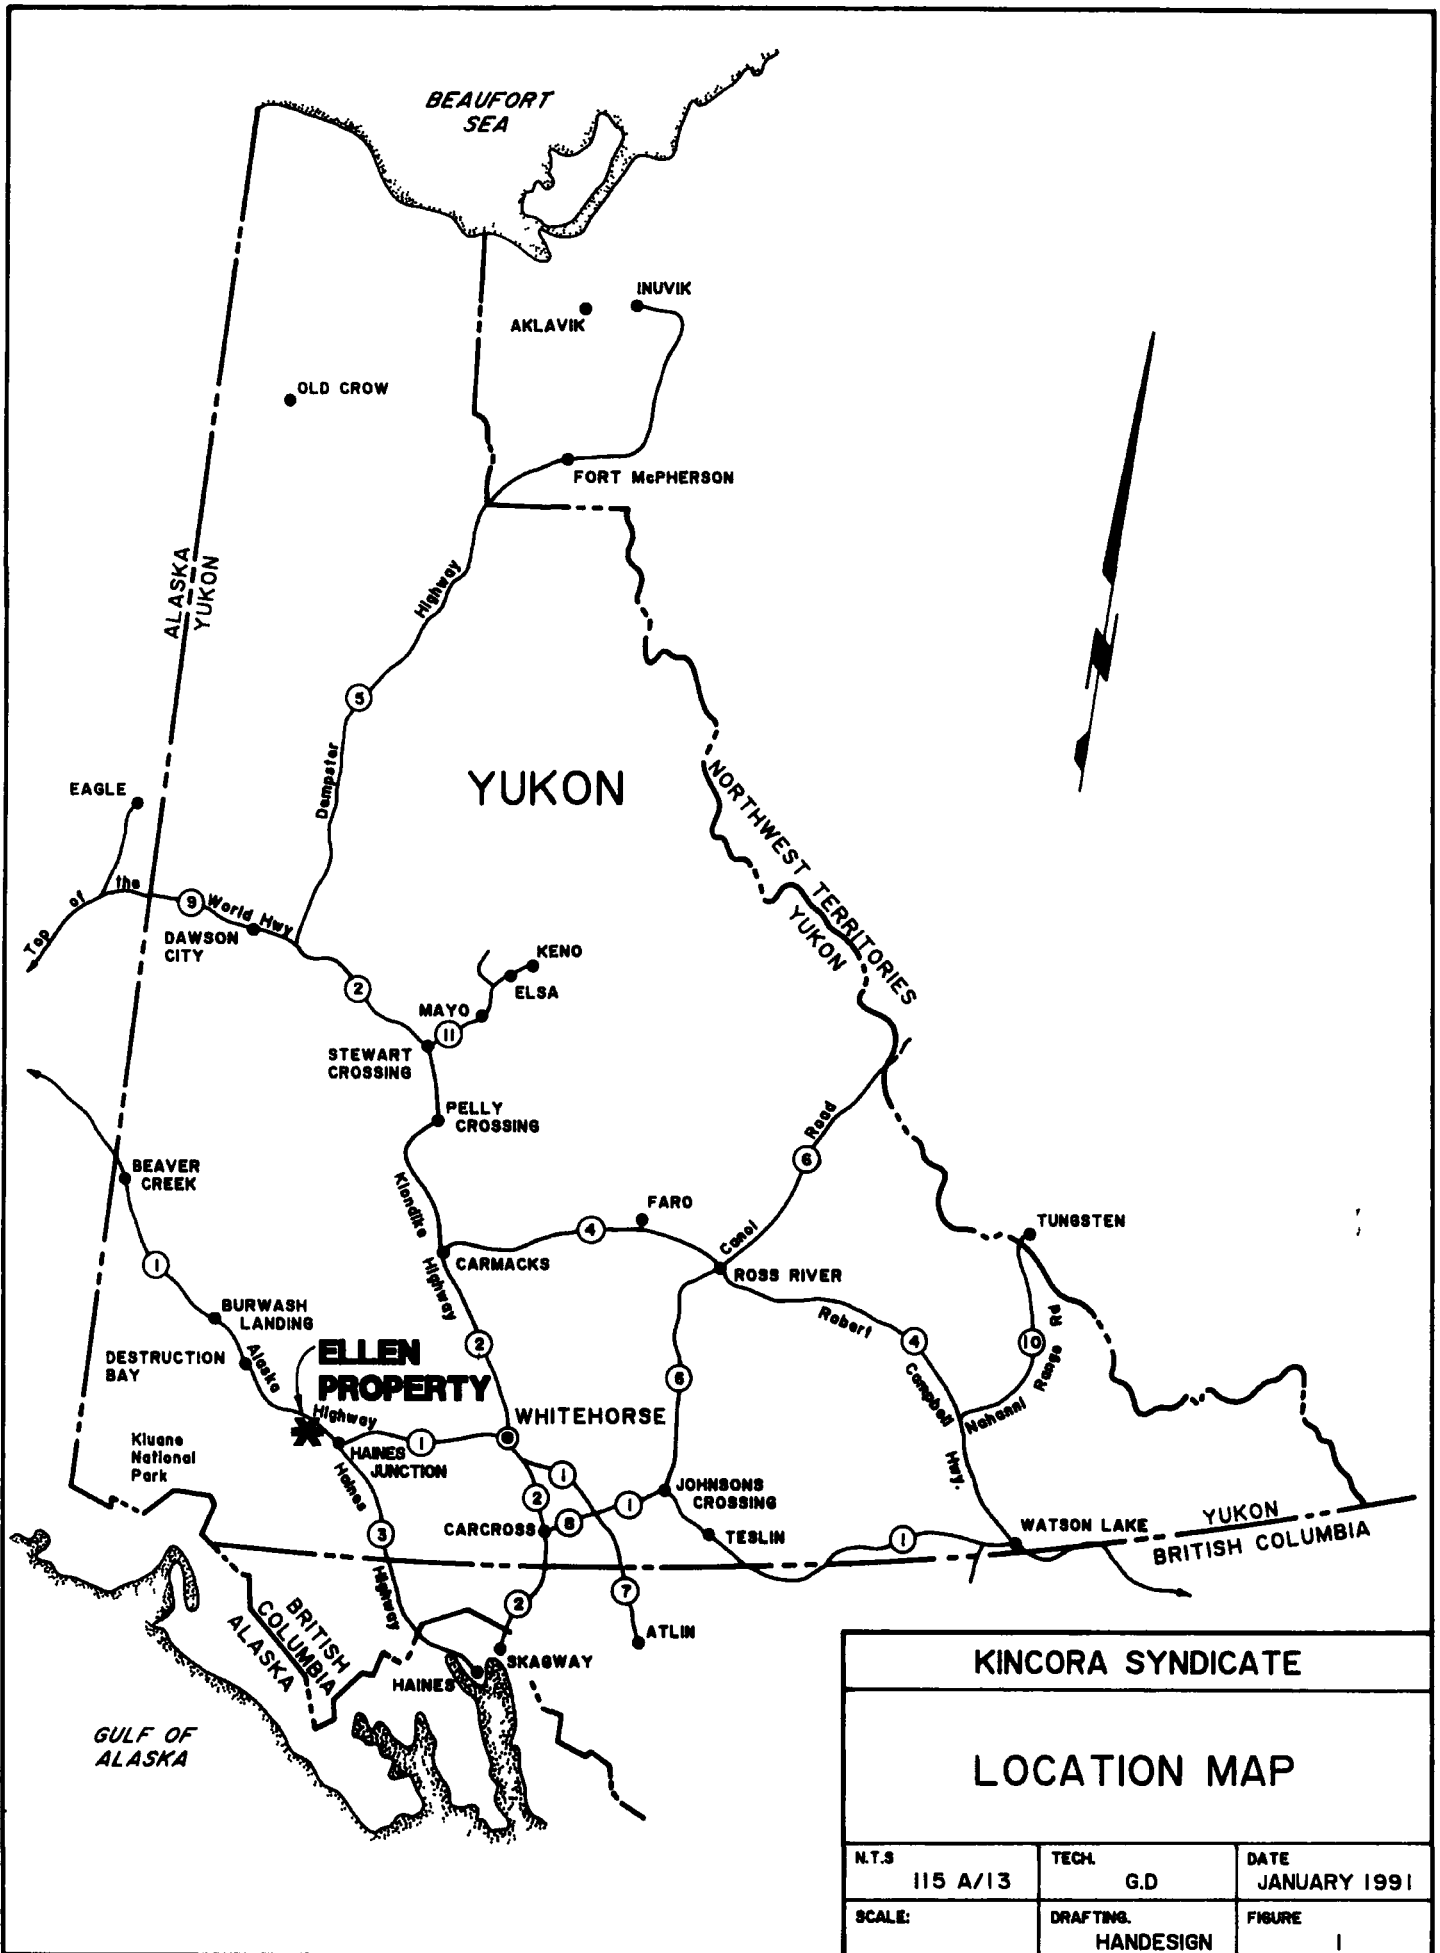 BEAUFORT
SEA
INUVIK
AKLAVIK
OLD CROW
FORT McPHERSON
ALASKA
YUKON
Highway
5
Dempster
YUKON
EAGLE
NORTHWEST TERRITORIES
YUKON
Top of the World Hwy
9
DAWSON
CITY
2
KENO
ELSA
MAYO
11
STEWART
CROSSING
PELLY
CROSSING
BEAVER
CREEK
Klondike
Highway
Canol
Road
6
FARO
4
TUNGSTEN
CARMACKS
ROSS RIVER
1
BURWASH
LANDING
DESTRUCTION
BAY
Alaska
Highway
ELLEN
PROPERTY
2
6
Robert
Campbell
Hwy.
4
Nahanni
Range
Rd
10
WHITEHORSE
Kluane
National
Park
HAINES
JUNCTION
1
Haines
Highway
3
1
2
CARCROSS
8
1
JOHNSONS
CROSSING
TESLIN
1
WATSON LAKE
YUKON
BRITISH COLUMBIA
2
7
ATLIN
BRITISH
COLUMBIA
ALASKA
SKAGWAY
HAINES
GULF OF
ALASKA
KINCORA SYNDICATE
LOCATION MAP
N.T.S
115 A/13
TECH.
G.D
DATE
JANUARY 1991
SCALE:
DRAFTING.
HANDESIGN
FIGURE
1